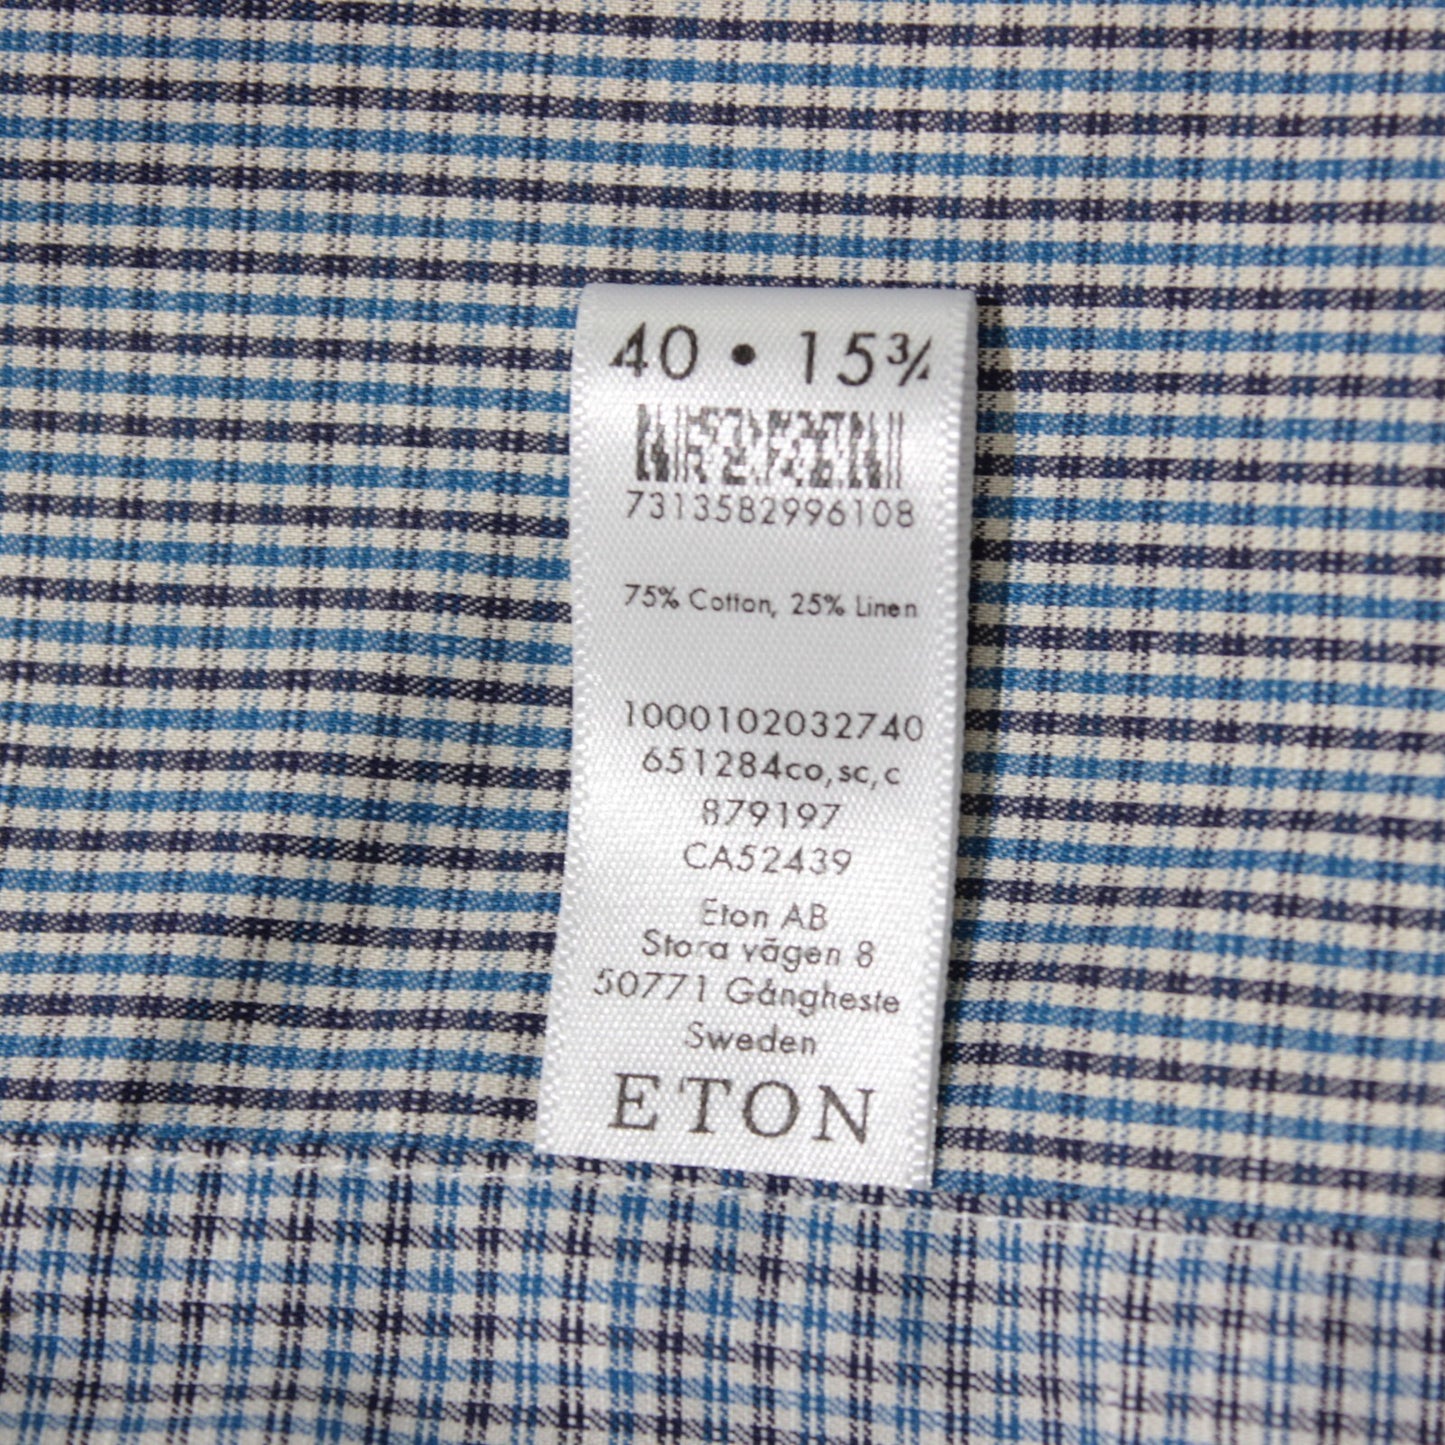 40 • 15¾
7313582996108
75% Cotton, 25% Linen
1000102032740
651284co,sc,c
879197
CA52439
Eton AB
Stora vägen 8
50771 Gångheste
Sweden
ETON